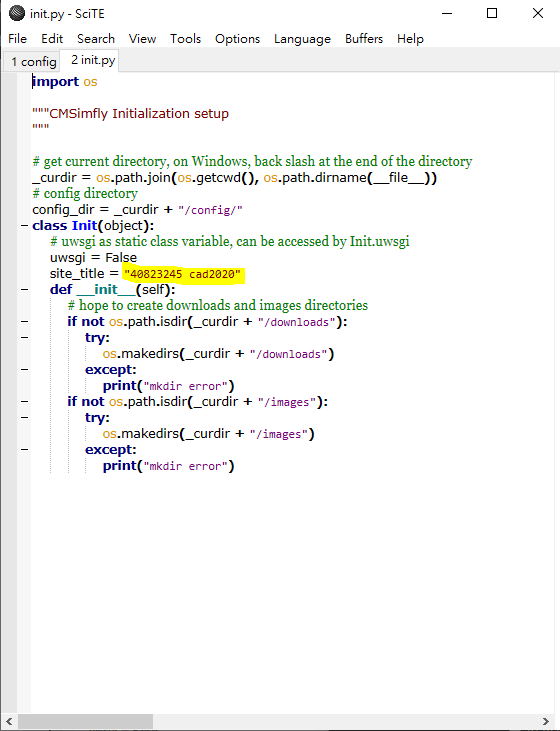 init.py - SciTE
File Edit Search View Tools Options Language Buffers Help
1 config 2 init.py
import os
"""CMSimfly Initialization setup
"""
# get current directory, on Windows, back slash at the end of the directory
_curdir = os.path.join(os.getcwd(), os.path.dirname(__file__))
# config directory
config_dir = _curdir + "/config/"
class Init(object):
# uwsgi as static class variable, can be accessed by Init.uwsgi
uwsgi = False
site_title = "40823245 cad2020"
def __init__(self):
# hope to create downloads and images directories
if not os.path.isdir(_curdir + "/downloads"):
try:
os.makedirs(_curdir + "/downloads")
except:
print("mkdir error")
if not os.path.isdir(_curdir + "/images"):
try:
os.makedirs(_curdir + "/images")
except:
print("mkdir error")